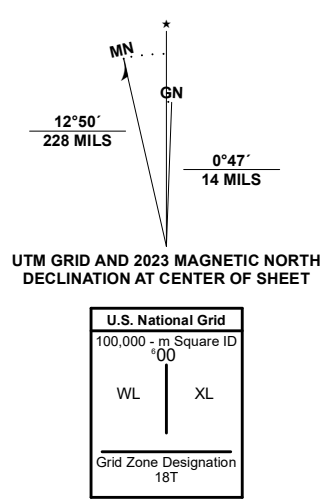 ★
MN
GN
12°50´
228 MILS
0°47´
14 MILS
UTM GRID AND 2023 MAGNETIC NORTH
DECLINATION AT CENTER OF SHEET
U.S. National Grid
100,000 - m Square ID
⁶00
WL XL
Grid Zone Designation
18T